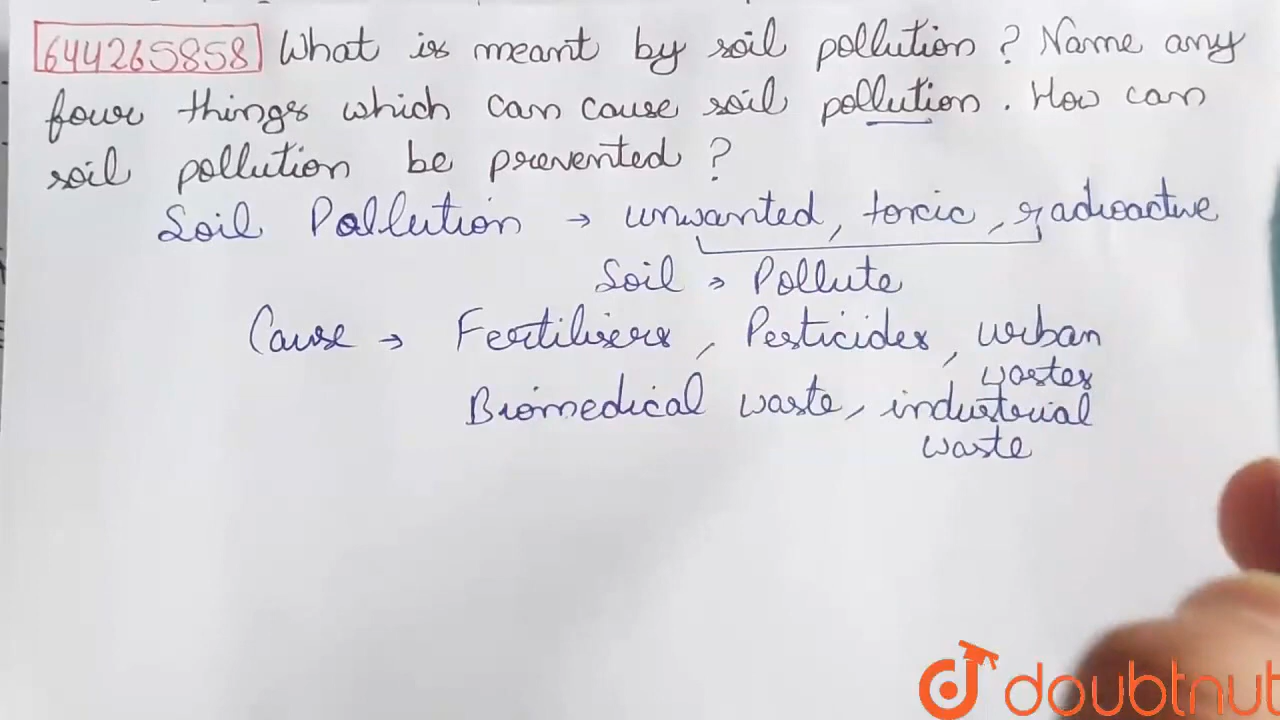 644265858 What is meant by soil pollution ? Name any
four things which can cause soil pollution . How can
soil pollution be prevented ?
Soil Pollution → unwanted, toxic, radioactive
Soil → Pollute
Cause → Fertilisers, Pesticides, urban
wastes
Biomedical waste, industrial
waste
doubtnut